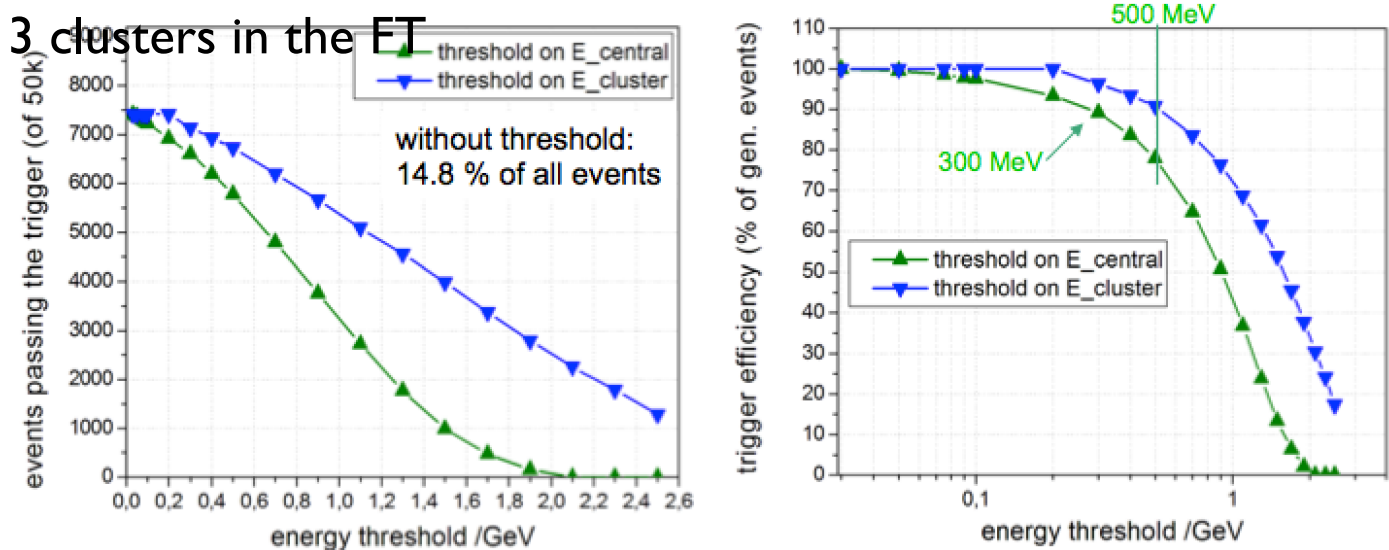 3 clusters in the FT
events passing the trigger (of 50k)
9000
8000
7000
6000
5000
4000
3000
2000
1000
0
threshold on E_central
threshold on E_cluster
without threshold:
14.8 % of all events
0,0 0,2 0,4 0,6 0,8 1,0 1,2 1,4 1,6 1,8 2,0 2,2 2,4 2,6
energy threshold /GeV
500 MeV
trigger efficiency (% of gen. events)
110
100
90
80
70
60
50
40
30
20
10
0
300 MeV
threshold on E_central
threshold on E_cluster
0,1 1
energy threshold /GeV